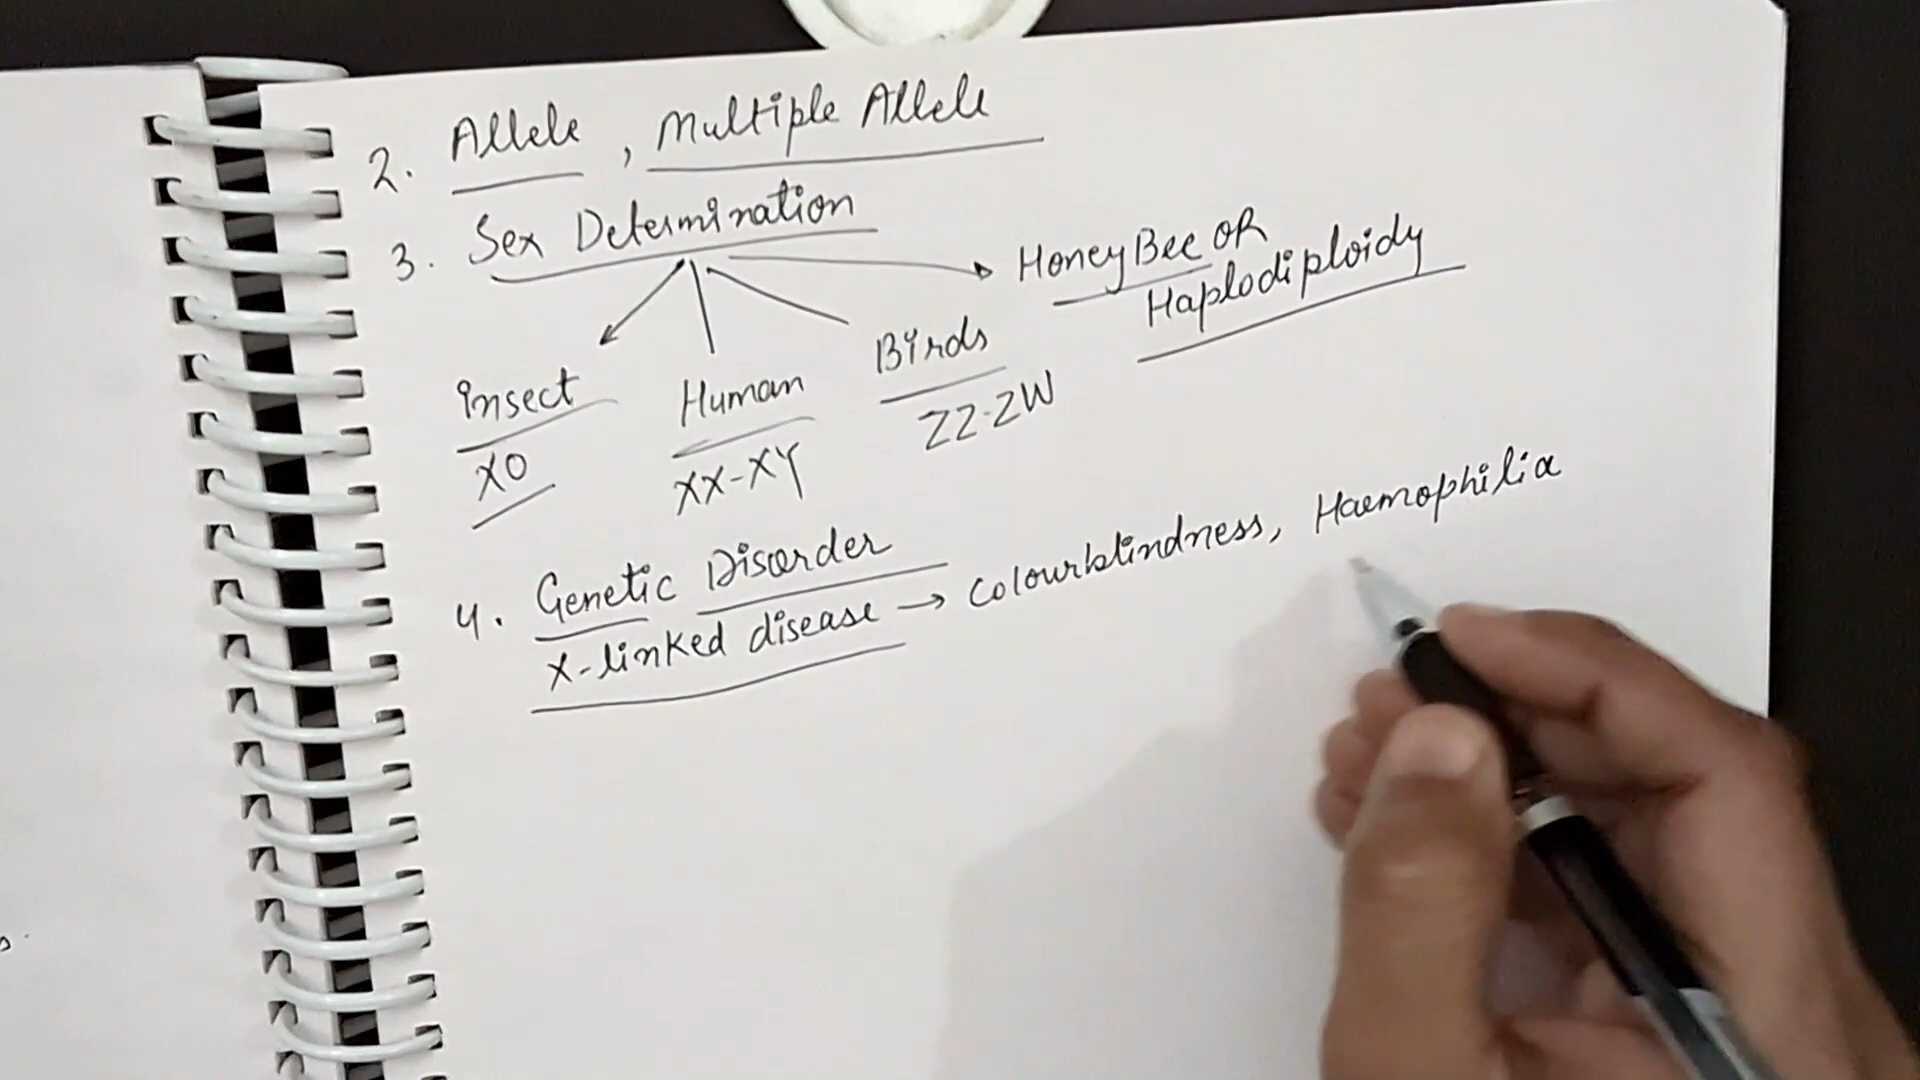 2. Allele, Multiple Allele
3. Sex Determination
HoneyBee OR
Haplodiploidy
insect
XO
Human
XX-XY
Birds
ZZ-ZW
4. Genetic Disorder
X-linked disease → Colourblindness, Haemophilia